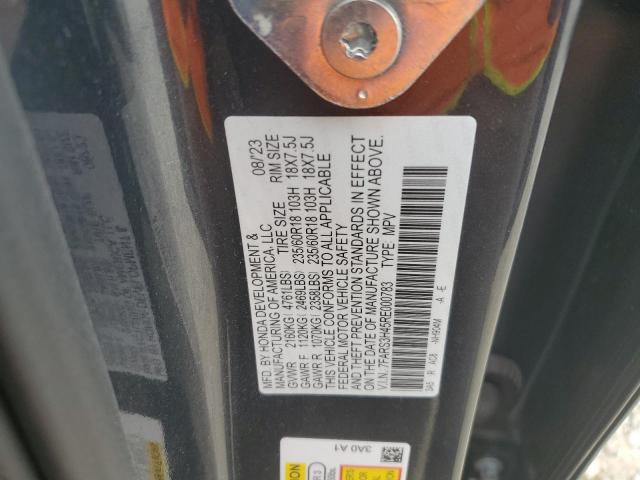 MFD. BY HONDA DEVELOPMENT & 08/23
MANUFACTURING OF AMERICA, LLC
TIRE SIZE RIM SIZE
GVWR 2160KG( 4761LBS)
GAWR F 1120KG( 2469LBS) 235/60R18 103H 18X7.5J
GAWR R 1070KG( 2358LBS) 235/60R18 103H 18X7.5J
THIS VEHICLE CONFORMS TO ALL APPLICABLE
FEDERAL MOTOR VEHICLE SAFETY
AND THEFT PREVENTION STANDARDS IN EFFECT
ON THE DATE OF MANUFACTURE SHOWN ABOVE.
V.I.N.:7FARS3H45RE000783 TYPE MPV
3A0 A1